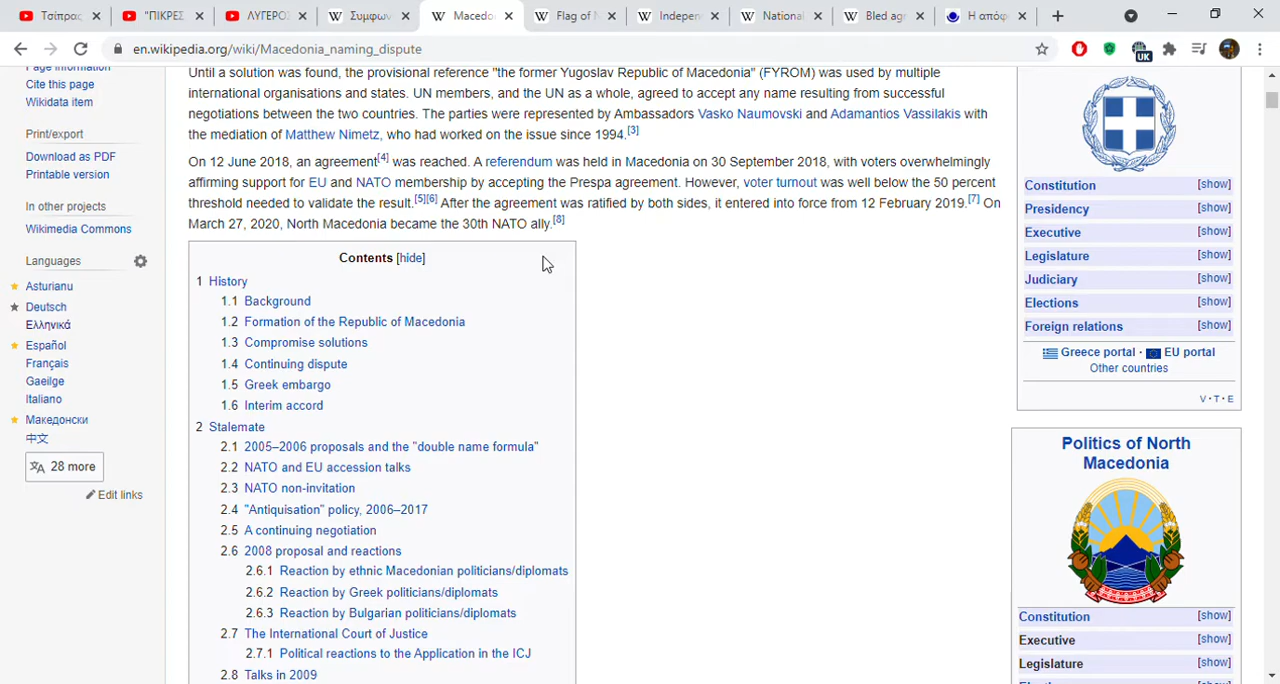 Τσίπρας
"ΠΙΚΡΕΣ
ΛΥΓΕΡΟΣ
Συμφων
Macedo
Flag of N
Indepen
National
Bled agr
Η απόφ
en.wikipedia.org/wiki/Macedonia_naming_dispute
UK
Page information
Cite this page
Wikidata item
Print/export
Download as PDF
Printable version
In other projects
Wikimedia Commons
Languages
Asturianu
Deutsch
Ελληνικά
Español
Français
Gaeilge
Italiano
Македонски
中文
28 more
Edit links
Until a solution was found, the provisional reference "the former Yugoslav Republic of Macedonia" (FYROM) was used by multiple
international organisations and states. UN members, and the UN as a whole, agreed to accept any name resulting from successful
negotiations between the two countries. The parties were represented by Ambassadors Vasko Naumovski and Adamantios Vassilakis with
the mediation of Matthew Nimetz, who had worked on the issue since 1994.[3]
On 12 June 2018, an agreement[4] was reached. A referendum was held in Macedonia on 30 September 2018, with voters overwhelmingly
affirming support for EU and NATO membership by accepting the Prespa agreement. However, voter turnout was well below the 50 percent
threshold needed to validate the result.[5][6] After the agreement was ratified by both sides, it entered into force from 12 February 2019.[7] On
March 27, 2020, North Macedonia became the 30th NATO ally.[8]
Contents [hide]
1 History
1.1 Background
1.2 Formation of the Republic of Macedonia
1.3 Compromise solutions
1.4 Continuing dispute
1.5 Greek embargo
1.6 Interim accord
2 Stalemate
2.1 2005–2006 proposals and the "double name formula"
2.2 NATO and EU accession talks
2.3 NATO non-invitation
2.4 "Antiquisation" policy, 2006–2017
2.5 A continuing negotiation
2.6 2008 proposal and reactions
2.6.1 Reaction by ethnic Macedonian politicians/diplomats
2.6.2 Reaction by Greek politicians/diplomats
2.6.3 Reaction by Bulgarian politicians/diplomats
2.7 The International Court of Justice
2.7.1 Political reactions to the Application in the ICJ
2.8 Talks in 2009
Constitution [show]
Presidency [show]
Executive [show]
Legislature [show]
Judiciary [show]
Elections [show]
Foreign relations [show]
Greece portal · EU portal
Other countries
V · T · E
Politics of North
Macedonia
Constitution [show]
Executive [show]
Legislature [show]